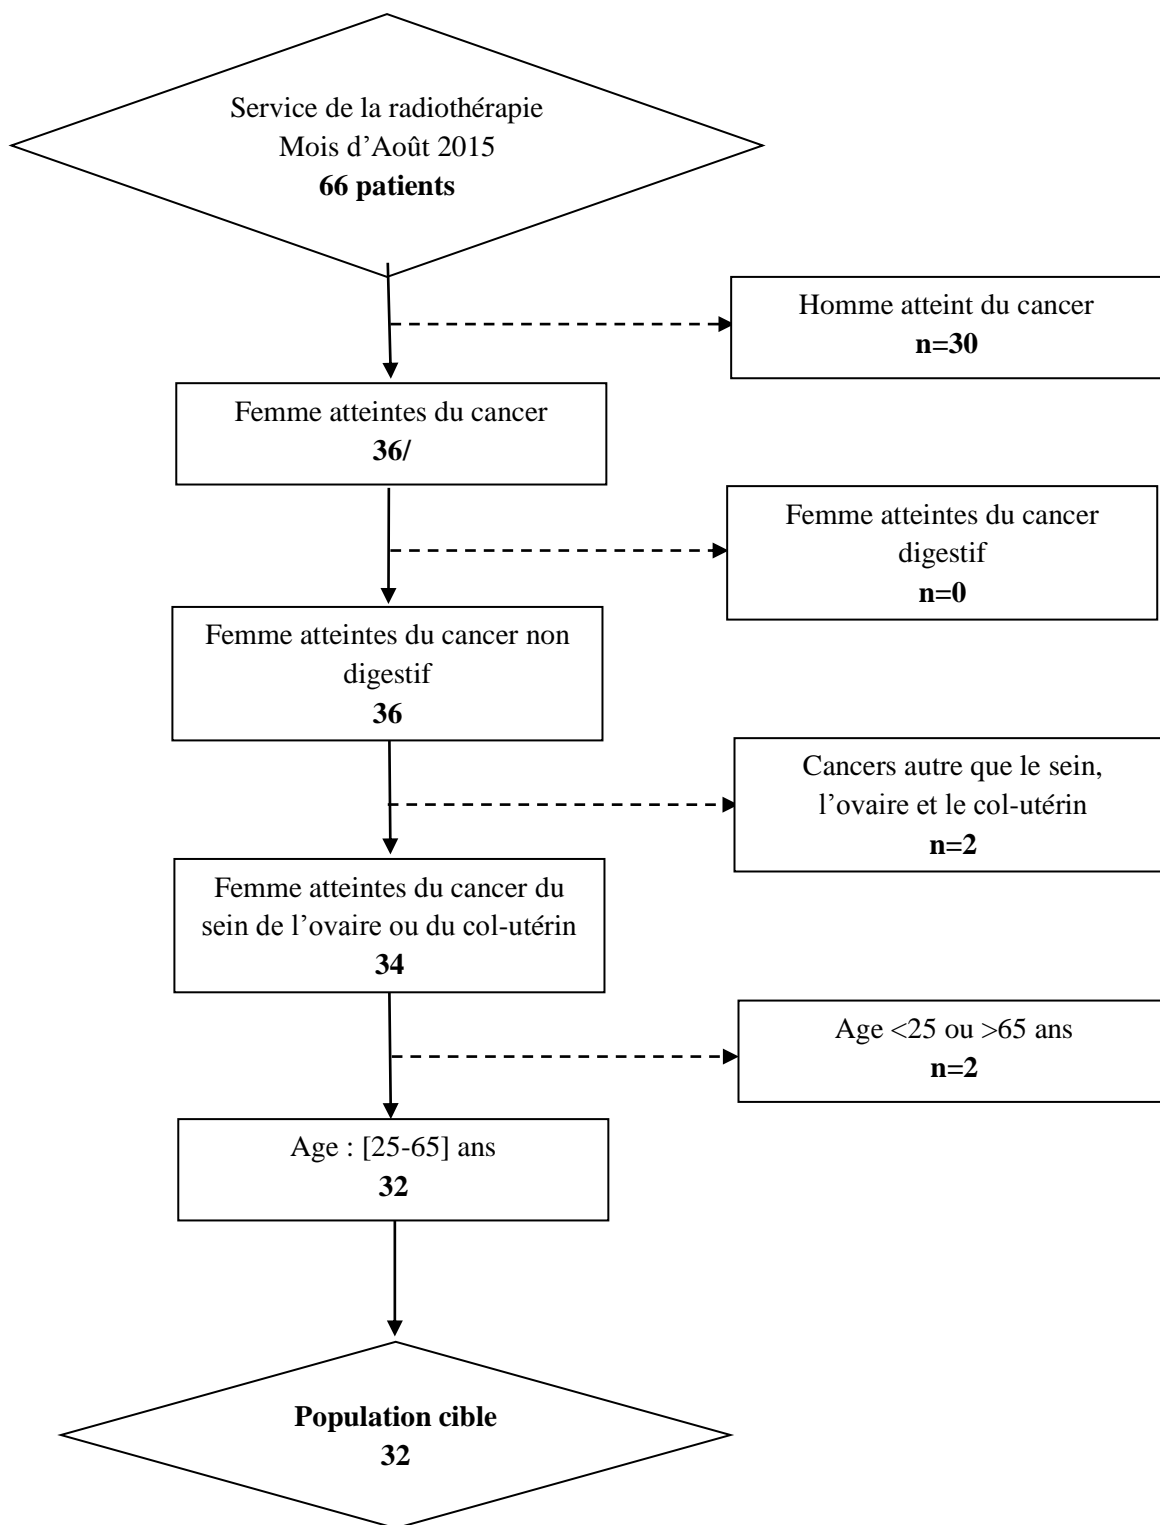 Service de la radiothérapie
Mois d’Août 2015
66 patients
Homme atteint du cancer
n=30
Femme atteintes du cancer
36/
Femme atteintes du cancer
digestif
n=0
Femme atteintes du cancer non
digestif
36
Cancers autre que le sein,
l’ovaire et le col-utérin
n=2
Femme atteintes du cancer du
sein de l’ovaire ou du col-utérin
34
Age <25 ou >65 ans
n=2
Age : [25-65] ans
32
Population cible
32